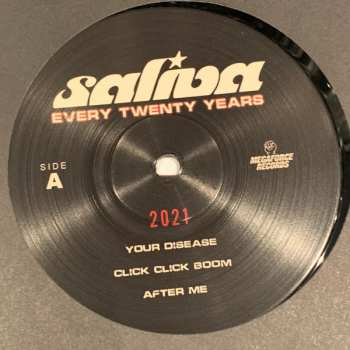 saliva
EVERY TWENTY YEARS
SIDE
A
MEGAFORCE
RECORDS
2021
YOUR DISEASE
CLICK CLICK BOOM
AFTER ME